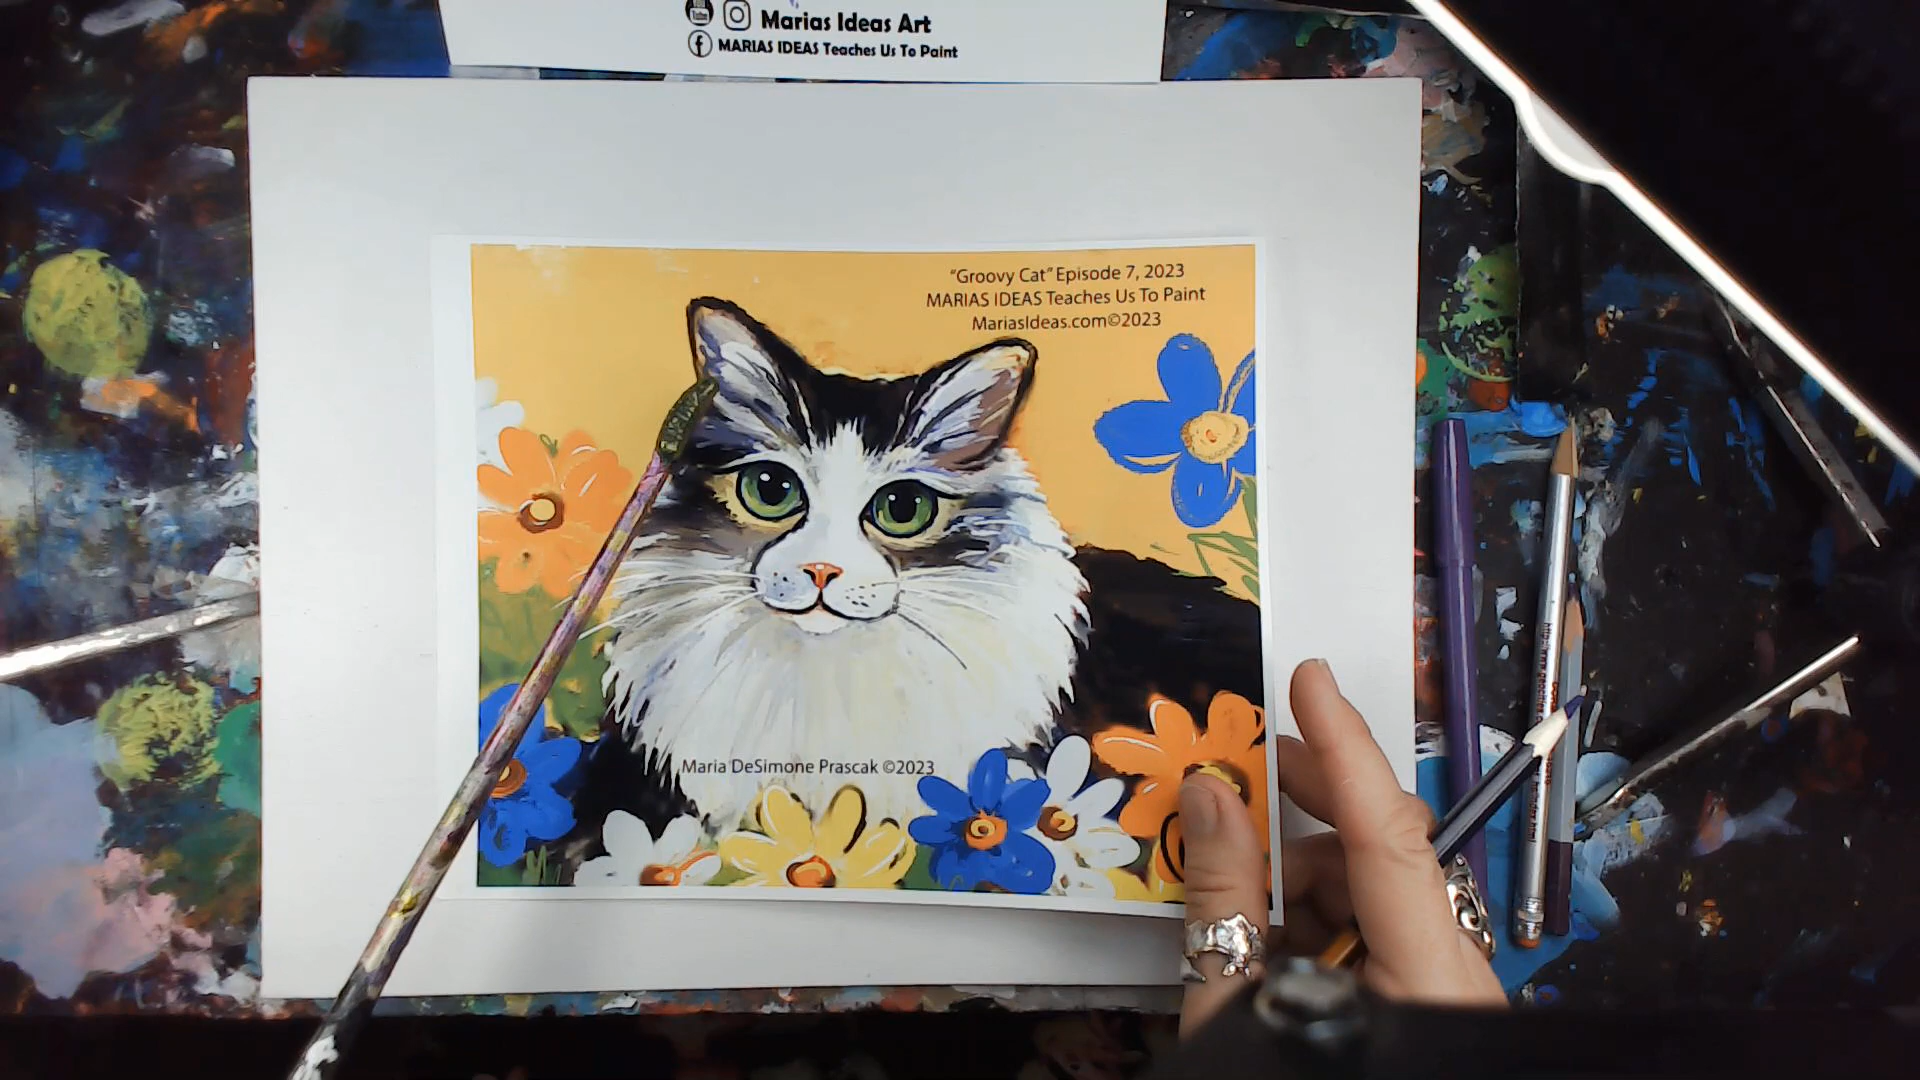 Marias Ideas Art
MARIAS IDEAS Teaches Us To Paint
"Groovy Cat" Episode 7, 2023
MARIAS IDEAS Teaches Us To Paint
MariasIdeas.com©2023
Maria DeSimone Prascak ©2023